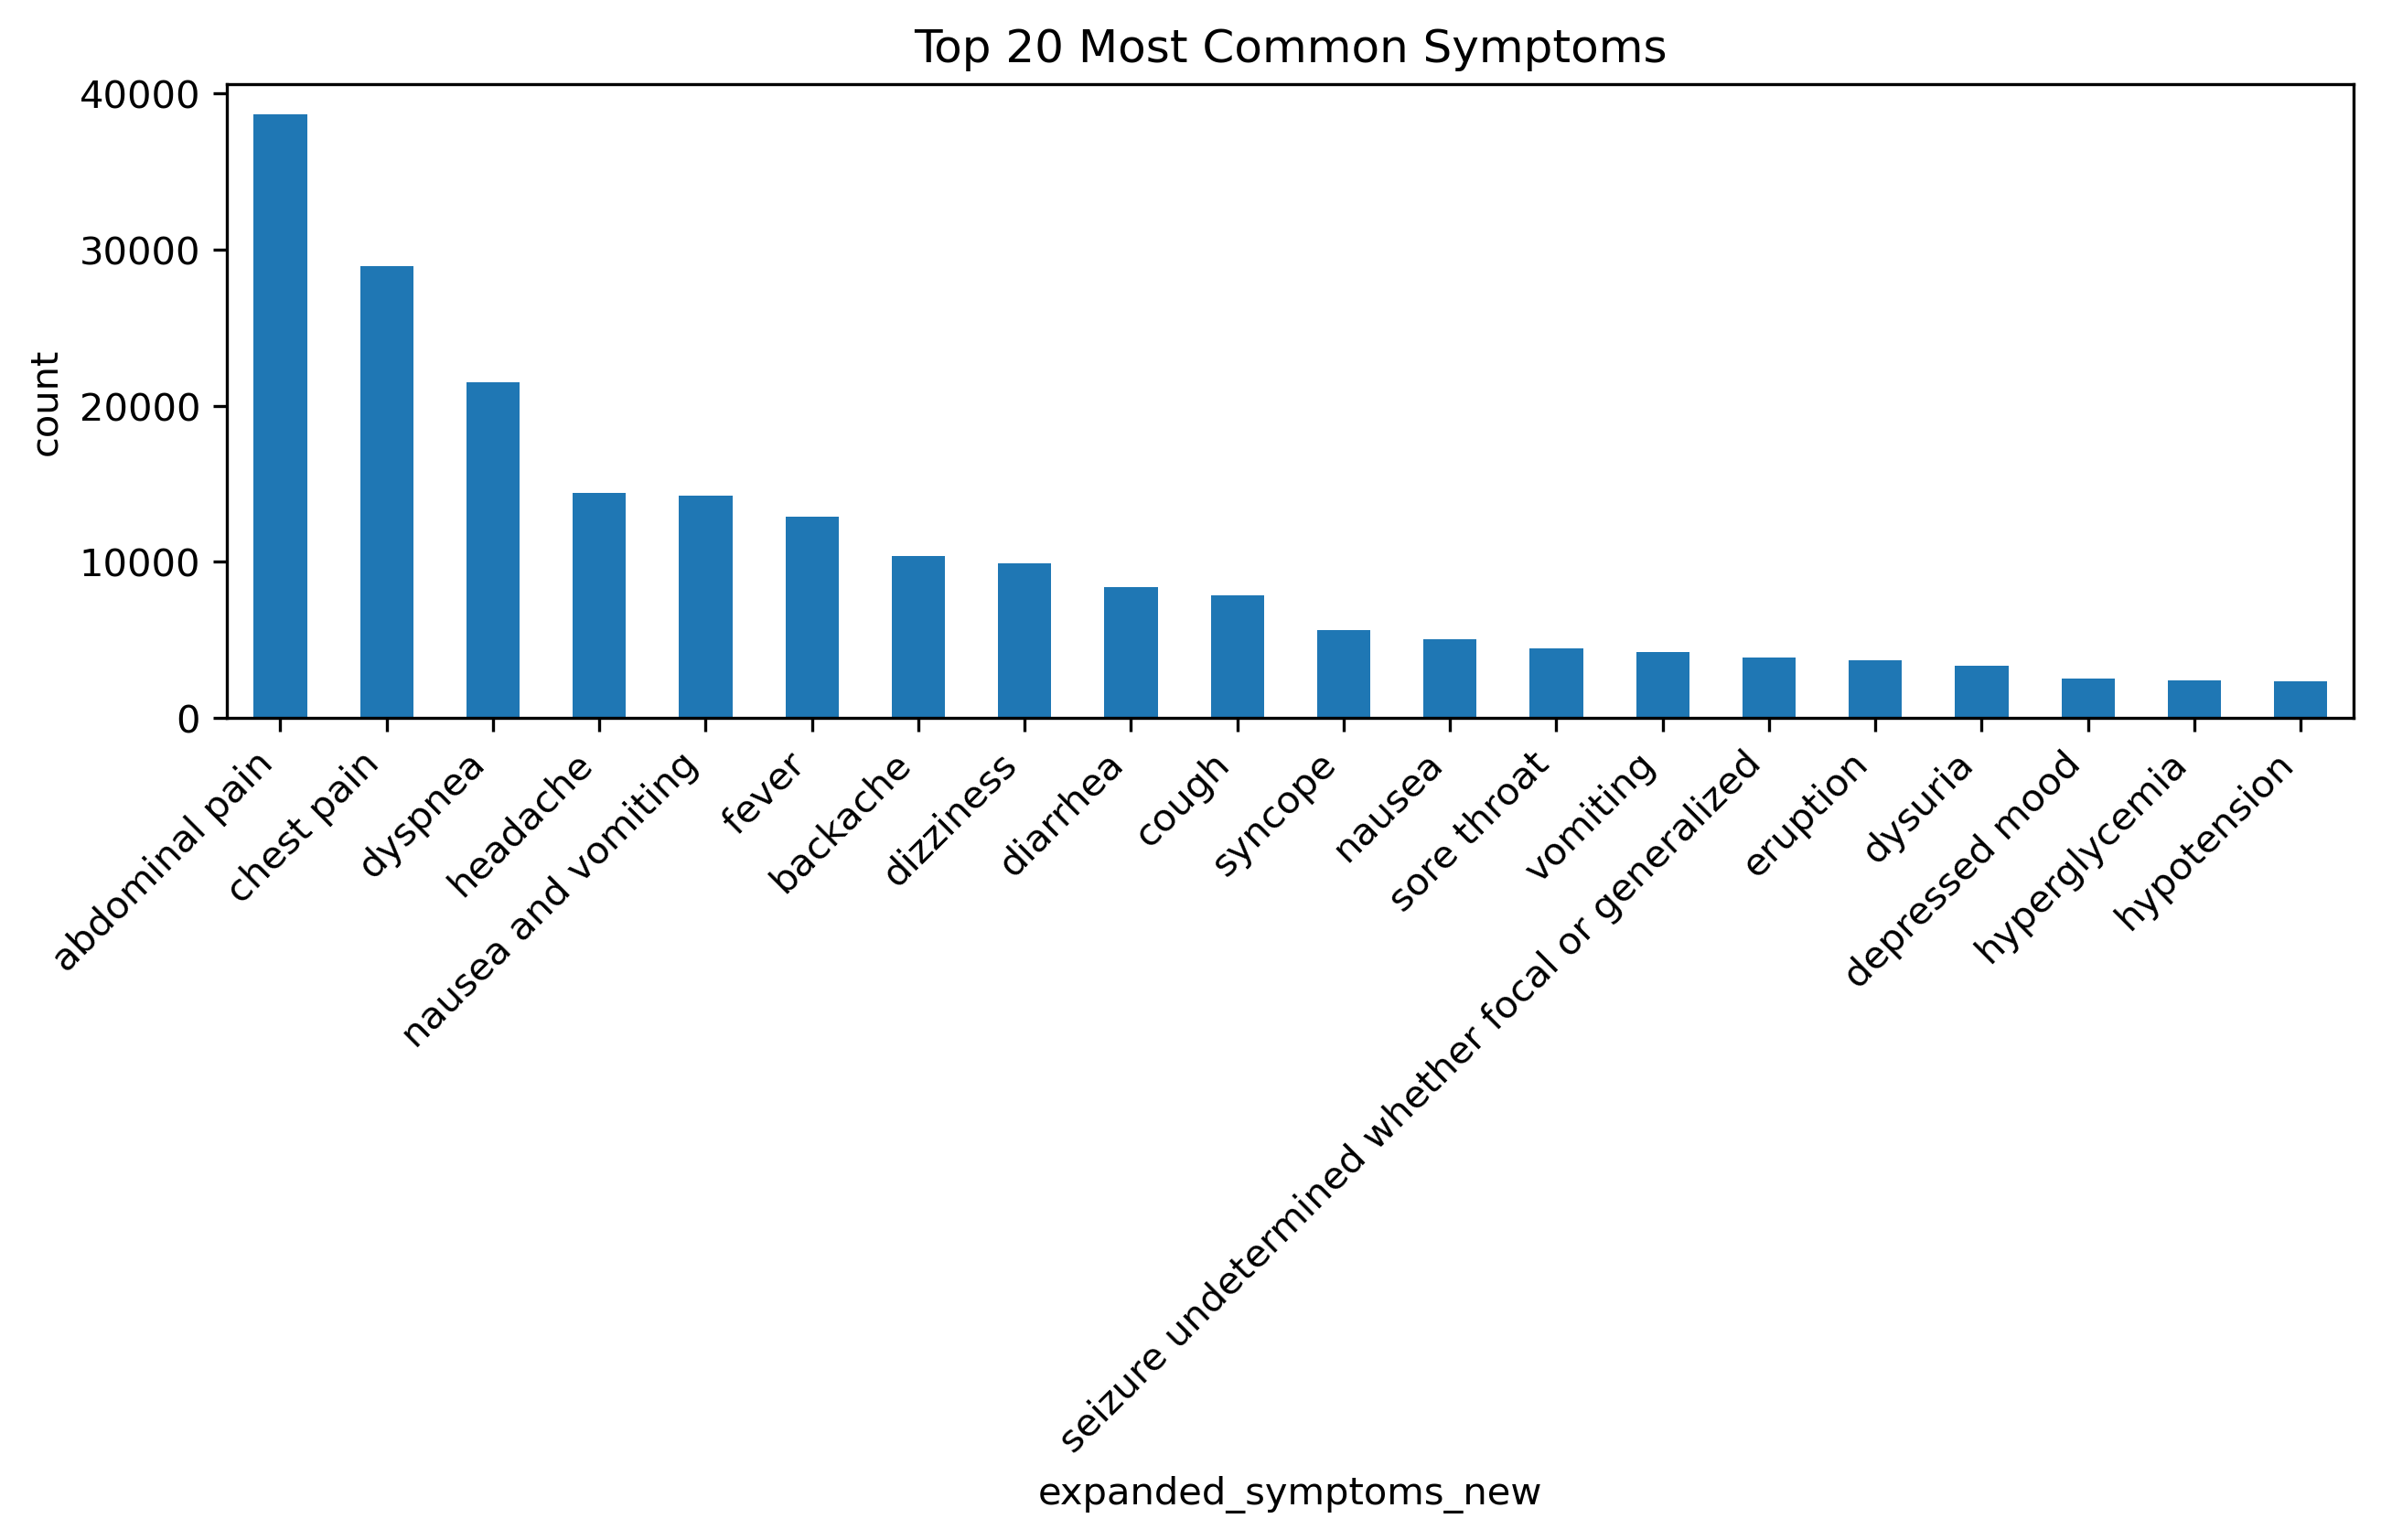 Top 20 Most Common Symptoms
40000
30000
20000
10000
0
count
abdominal pain
chest pain
dyspnea
headache
nausea and vomiting
fever
backache
dizziness
diarrhea
cough
syncope
nausea
sore throat
vomiting
seizure undetermined whether focal or generalized
eruption
dysuria
depressed mood
hyperglycemia
hypotension
expanded_symptoms_new